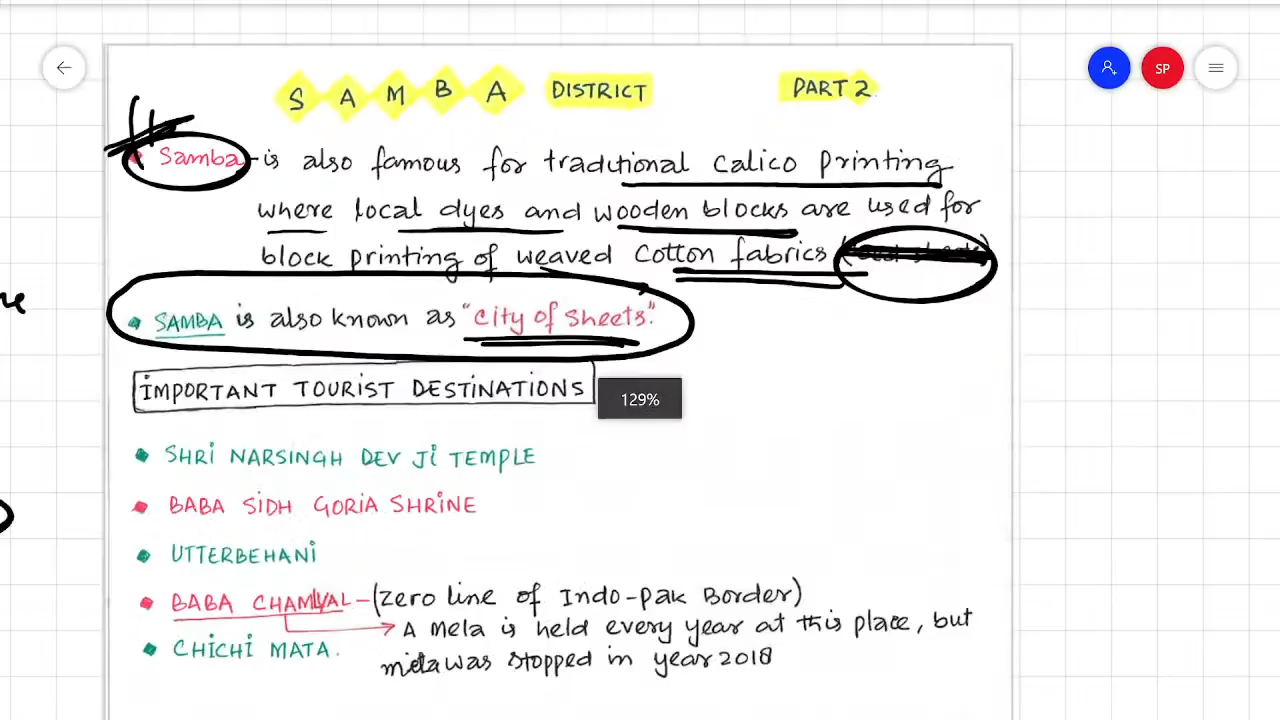 SAMBA DISTRICT PART 2
SP
Samba - is also famous for traditional Calico printing
where local dyes and wooden blocks are used for
block printing of weaved Cotton fabrics
SAMBA is also known as "City of Sheets".
IMPORTANT TOURIST DESTINATIONS
129%
SHRI NARSINGH DEV Ji TEMPLE
BABA SIDH GORIA SHRINE
UTTERBEHANI
BABA CHAMLYAL - (Zero line of Indo-Pak Border)
A Mela is held every year at this place, but
mela was stopped in year 2018
CHICHI MATA.